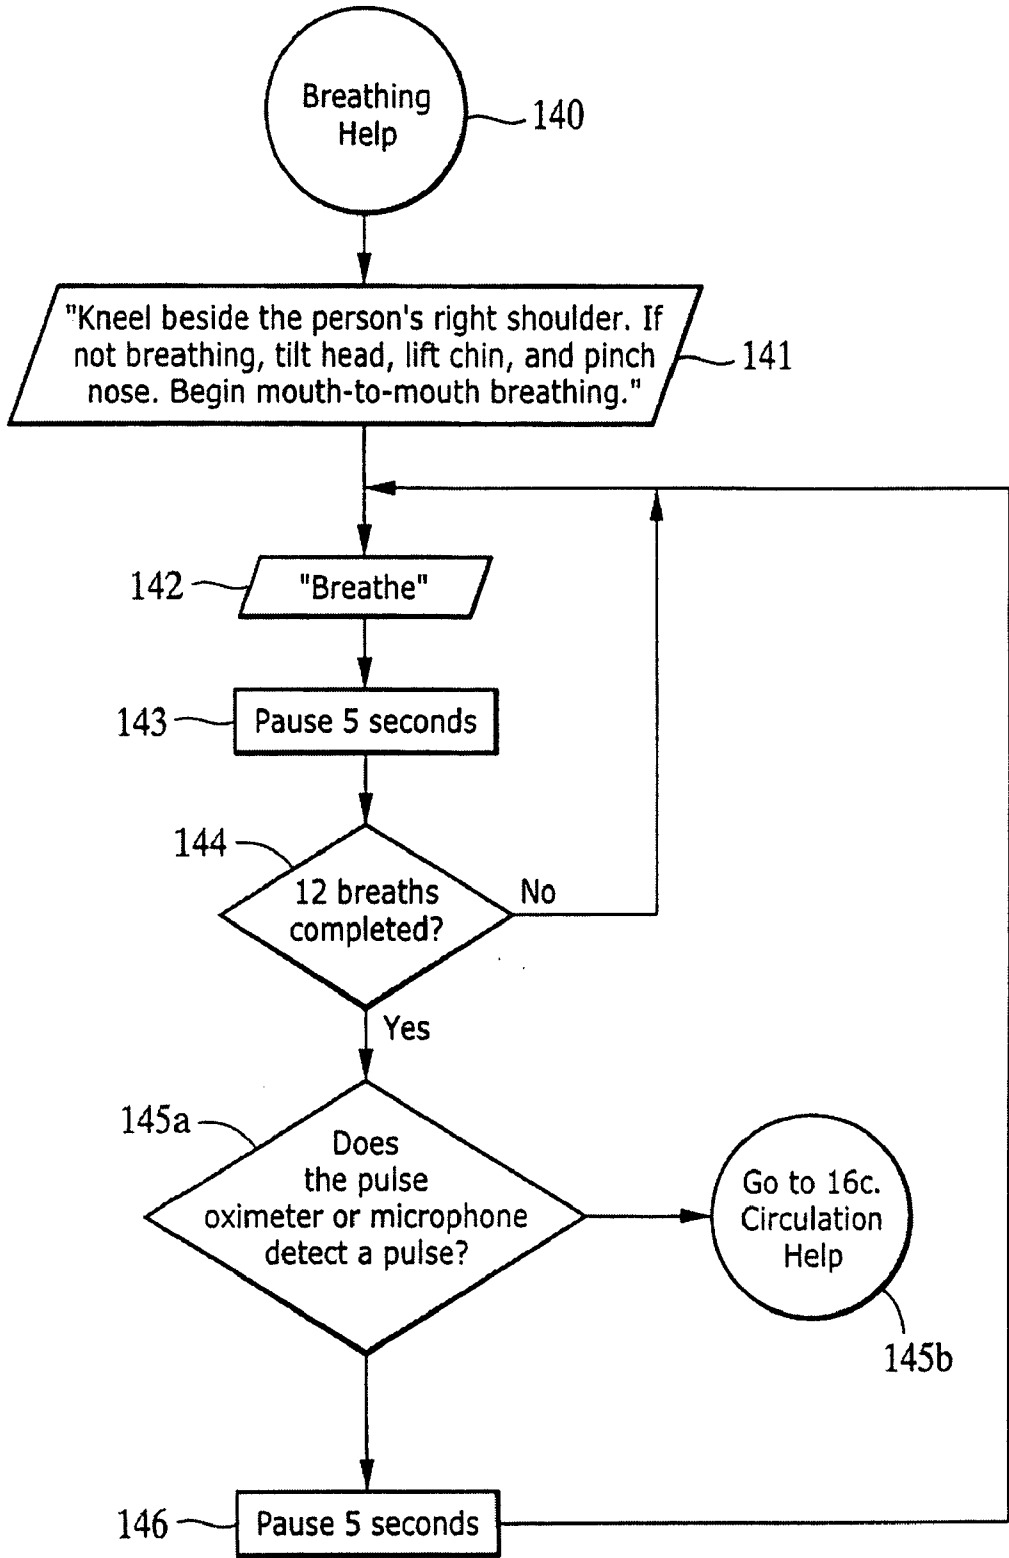 Breathing
Help
140
"Kneel beside the person's right shoulder. If
not breathing, tilt head, lift chin, and pinch
nose. Begin mouth-to-mouth breathing."
141
142
"Breathe"
143
Pause 5 seconds
144
12 breaths
completed?
No
Yes
145a
Does
the pulse
oximeter or microphone
detect a pulse?
Go to 16c.
Circulation
Help
145b
146
Pause 5 seconds